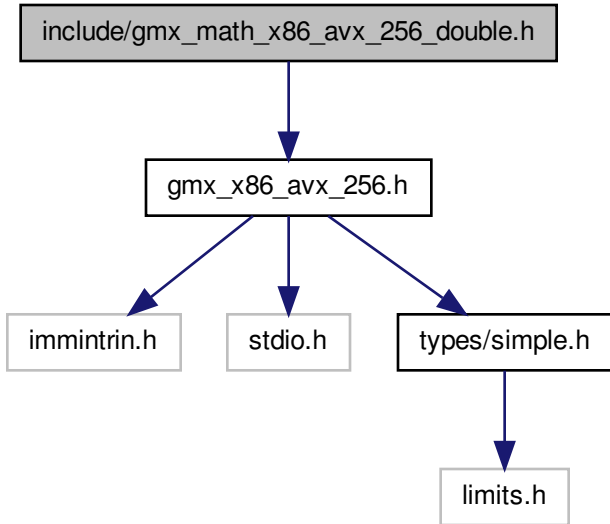 include/gmx_math_x86_avx_256_double.h
gmx_x86_avx_256.h
immintrin.h
stdio.h
types/simple.h
limits.h